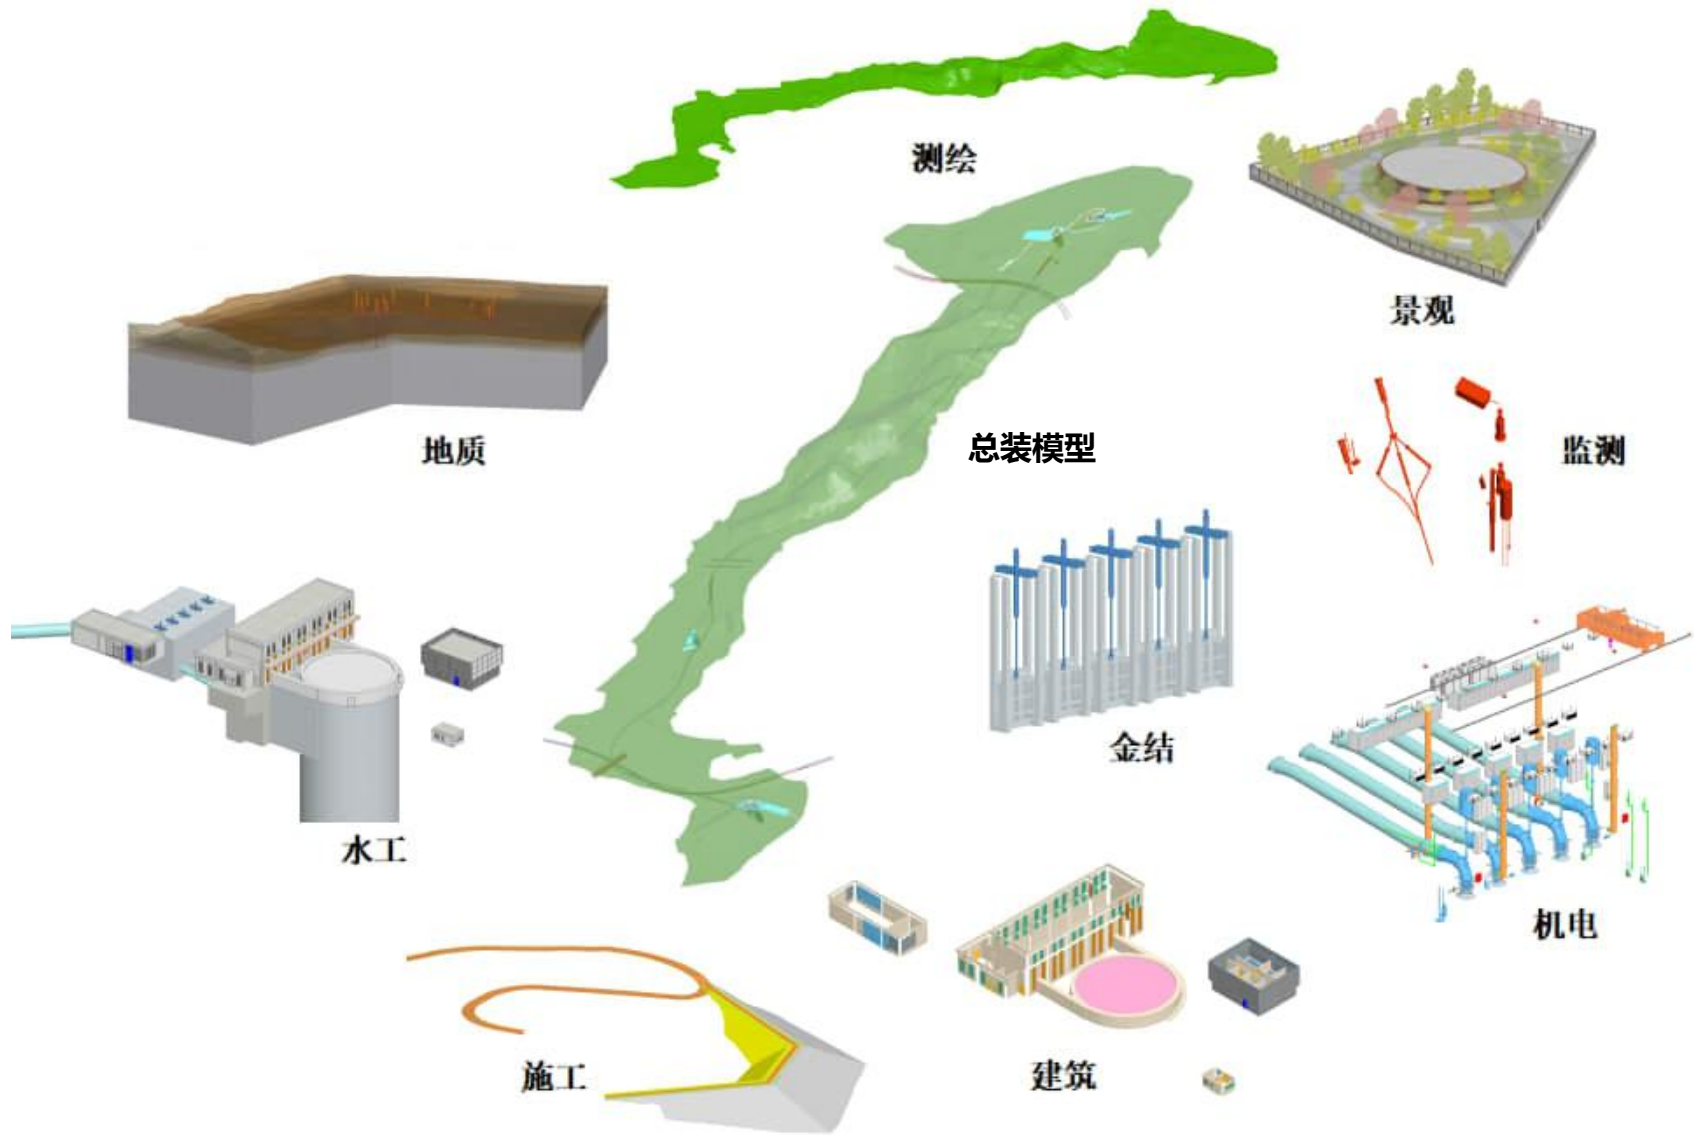 测绘
景观
地质
总装模型
监测
金结
水工
机电
施工
建筑